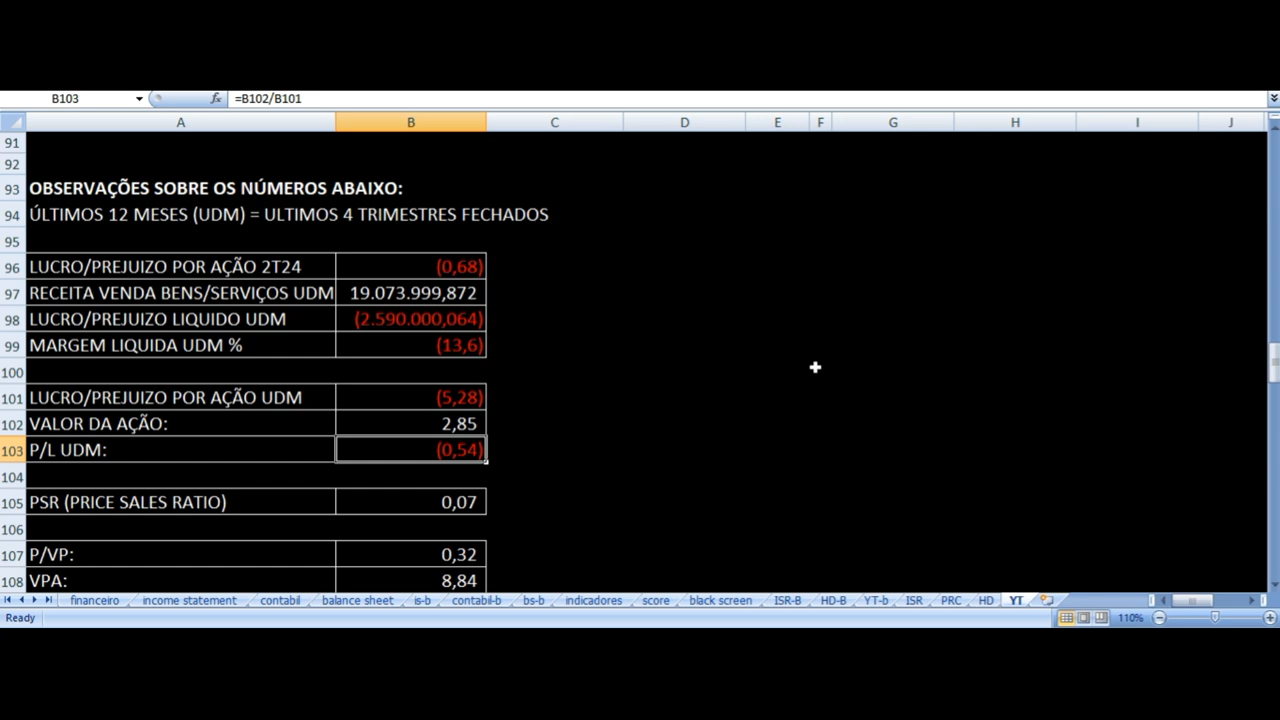 B103 fx =B102/B101
A B C D E F G H I J
91
92
93 OBSERVAÇÕES SOBRE OS NÚMEROS ABAIXO:
94 ÚLTIMOS 12 MESES (UDM) = ULTIMOS 4 TRIMESTRES FECHADOS
95
96 LUCRO/PREJUIZO POR AÇÃO 2T24 (0,68)
97 RECEITA VENDA BENS/SERVIÇOS UDM 19.073.999,872
98 LUCRO/PREJUIZO LIQUIDO UDM (2.590.000,064)
99 MARGEM LIQUIDA UDM % (13,6)
100
101 LUCRO/PREJUIZO POR AÇÃO UDM (5,28)
102 VALOR DA AÇÃO: 2,85
103 P/L UDM: (0,54)
104
105 PSR (PRICE SALES RATIO) 0,07
106
107 P/VP: 0,32
108 VPA: 8,84
financeiro income statement contabil balance sheet is-b contabil-b bs-b indicadores score black screen ISR-B HD-B YT-b ISR PRC HD YT
Ready 110%